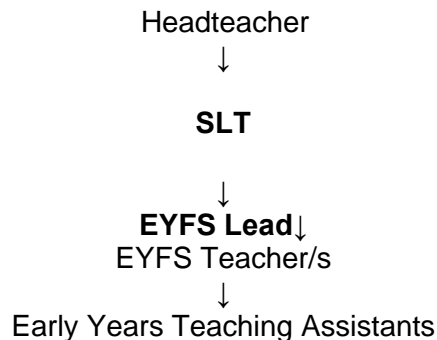 Headteacher
↓
SLT
↓
EYFS Lead↓
EYFS Teacher/s
↓
Early Years Teaching Assistants